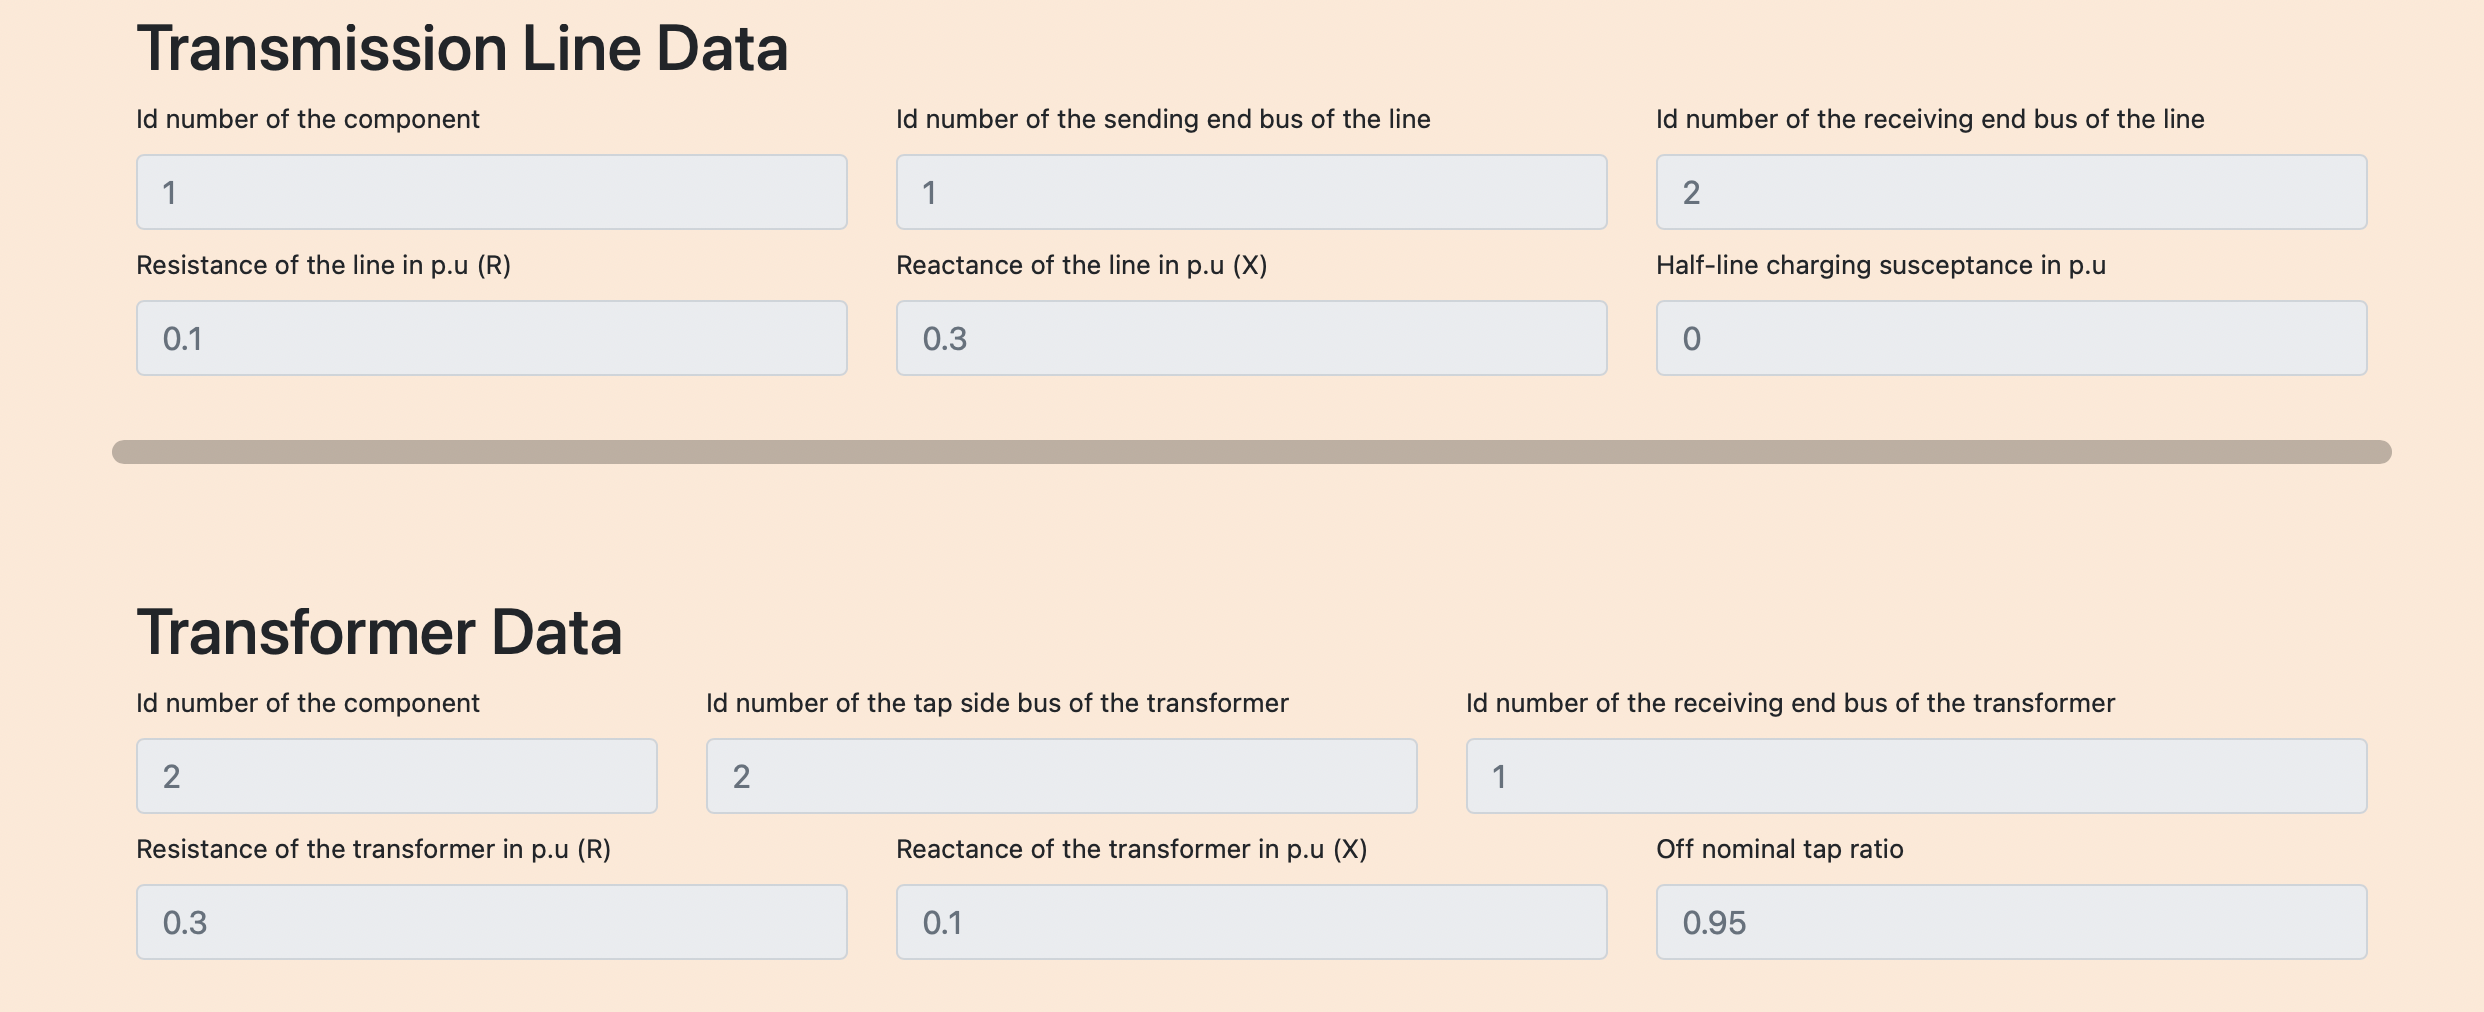 Transmission Line Data
Id number of the component
Id number of the sending end bus of the line
Id number of the receiving end bus of the line
1
1
2
Resistance of the line in p.u (R)
Reactance of the line in p.u (X)
Half-line charging susceptance in p.u
0.1
0.3
0
Transformer Data
Id number of the component
Id number of the tap side bus of the transformer
Id number of the receiving end bus of the transformer
2
2
1
Resistance of the transformer in p.u (R)
Reactance of the transformer in p.u (X)
Off nominal tap ratio
0.3
0.1
0.95